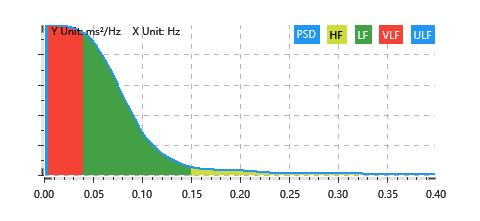 Y Unit: ms²/Hz X Unit: Hz
PSD HF LF VLF ULF
0.00 0.05 0.10 0.15 0.20 0.25 0.30 0.35 0.40